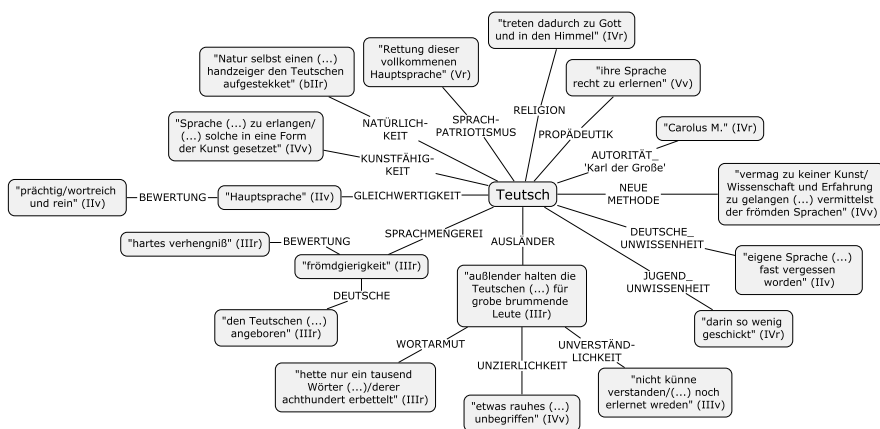 "treten dadurch zu Gott
und in den Himmel" (IVr)
"Rettung dieser
vollkommenen
Hauptsprache" (Vr)
"Natur selbst einen (...)
handzeiger den Teutschen
aufgestekket" (bIIr)
"ihre Sprache
recht zu erlernen" (Vv)
RELIGION
NATÜRLICH-
KEIT
SPRACH-
PATRIOTISMUS
PROPÄDEUTIK
"Carolus M." (IVr)
"Sprache (...) zu erlangen/
(...) solche in eine Form
der Kunst gesetzet" (IVv)
KUNSTFÄHIG-
KEIT
AUTORITÄT_
'Karl der Große'
"prächtig/wortreich
und rein" (IIv)
BEWERTUNG
"Hauptsprache" (IIv)
GLEICHWERTIGKEIT
Teutsch
NEUE
METHODE
"vermag zu keiner Kunst/
Wissenschaft und Erfahrung
zu gelangen (...) vermittelst
der frömden Sprachen" (IVv)
SPRACHMENGEREI
AUSLÄNDER
DEUTSCHE_
UNWISSENHEIT
"hartes verhengniß" (IIIr)
BEWERTUNG
"frömdgierigkeit" (IIIr)
"eigene Sprache (...)
fast vergessen
worden" (IIv)
JUGEND_
UNWISSENHEIT
"außlender halten die
Teutschen (...) für
grobe brummende
Leute (IIIr)
DEUTSCHE
"den Teutschen (...)
angeboren" (IIIr)
"darin so wenig
geschickt" (IVr)
WORTARMUT
UNZIERLICHKEIT
UNVERSTÄND-
LICHKEIT
"hette nur ein tausend
Wörter (...)/derer
achthundert erbettelt" (IIIr)
"etwas rauhes (...)
unbegriffen" (IVv)
"nicht künne
verstanden/(...) noch
erlernet wreden" (IIIv)